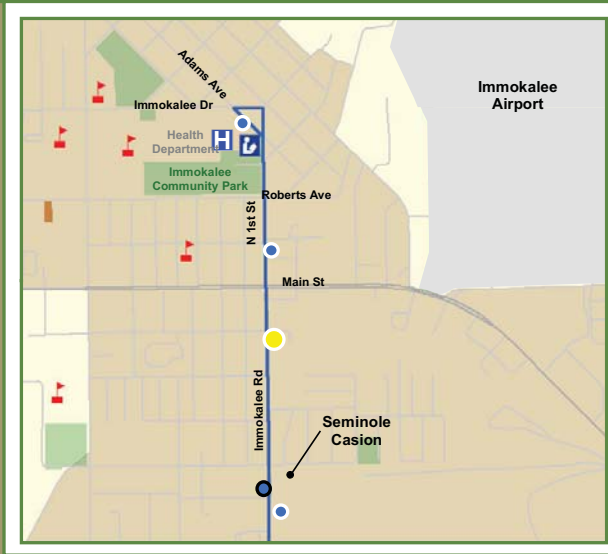 Adams Ave
Immokalee
Airport
Immokalee Dr
Health
Department
H
Immokalee
Community Park
Roberts Ave
N 1st St
Main St
Immokalee Rd
Seminole
Casion